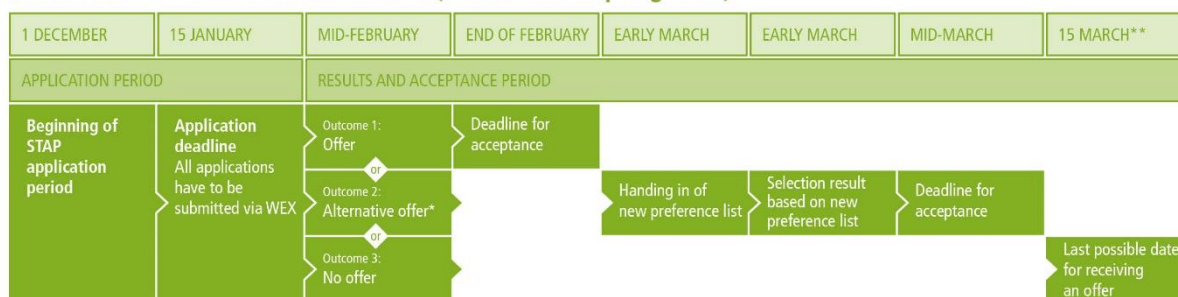 1 DECEMBER
15 JANUARY
MID-FEBRUARY
END OF FEBRUARY
EARLY MARCH
EARLY MARCH
MID-MARCH
15 MARCH**
APPLICATION PERIOD
RESULTS AND ACCEPTANCE PERIOD
Beginning of
STAP
application
period
Application
deadline
All applications
have to be
submitted via WEX
Outcome 1:
Offer
or
Outcome 2:
Alternative offer*
or
Outcome 3:
No offer
Deadline for
acceptance
Handing in of
new preference list
Selection result
based on new
preference list
Deadline for
acceptance
Last possible date
for receiving
an offer